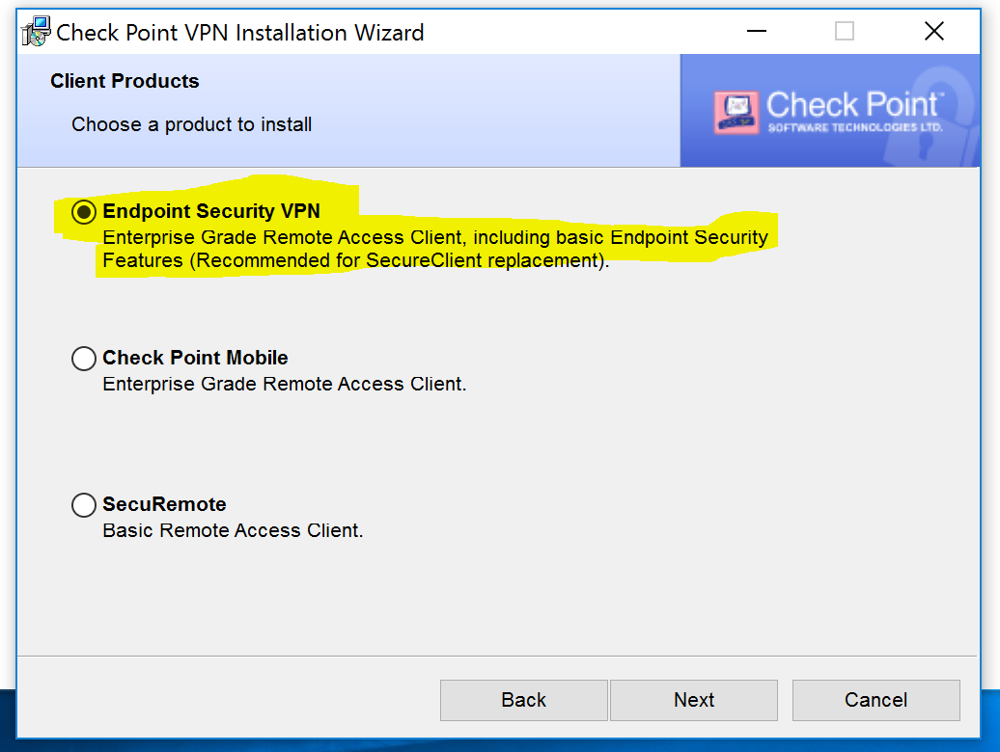 Check Point VPN Installation Wizard
Client Products
Choose a product to install
Check Point™
SOFTWARE TECHNOLOGIES LTD.
Endpoint Security VPN
Enterprise Grade Remote Access Client, including basic Endpoint Security
Features (Recommended for SecureClient replacement).
Check Point Mobile
Enterprise Grade Remote Access Client.
SecuRemote
Basic Remote Access Client.
Back
Next
Cancel